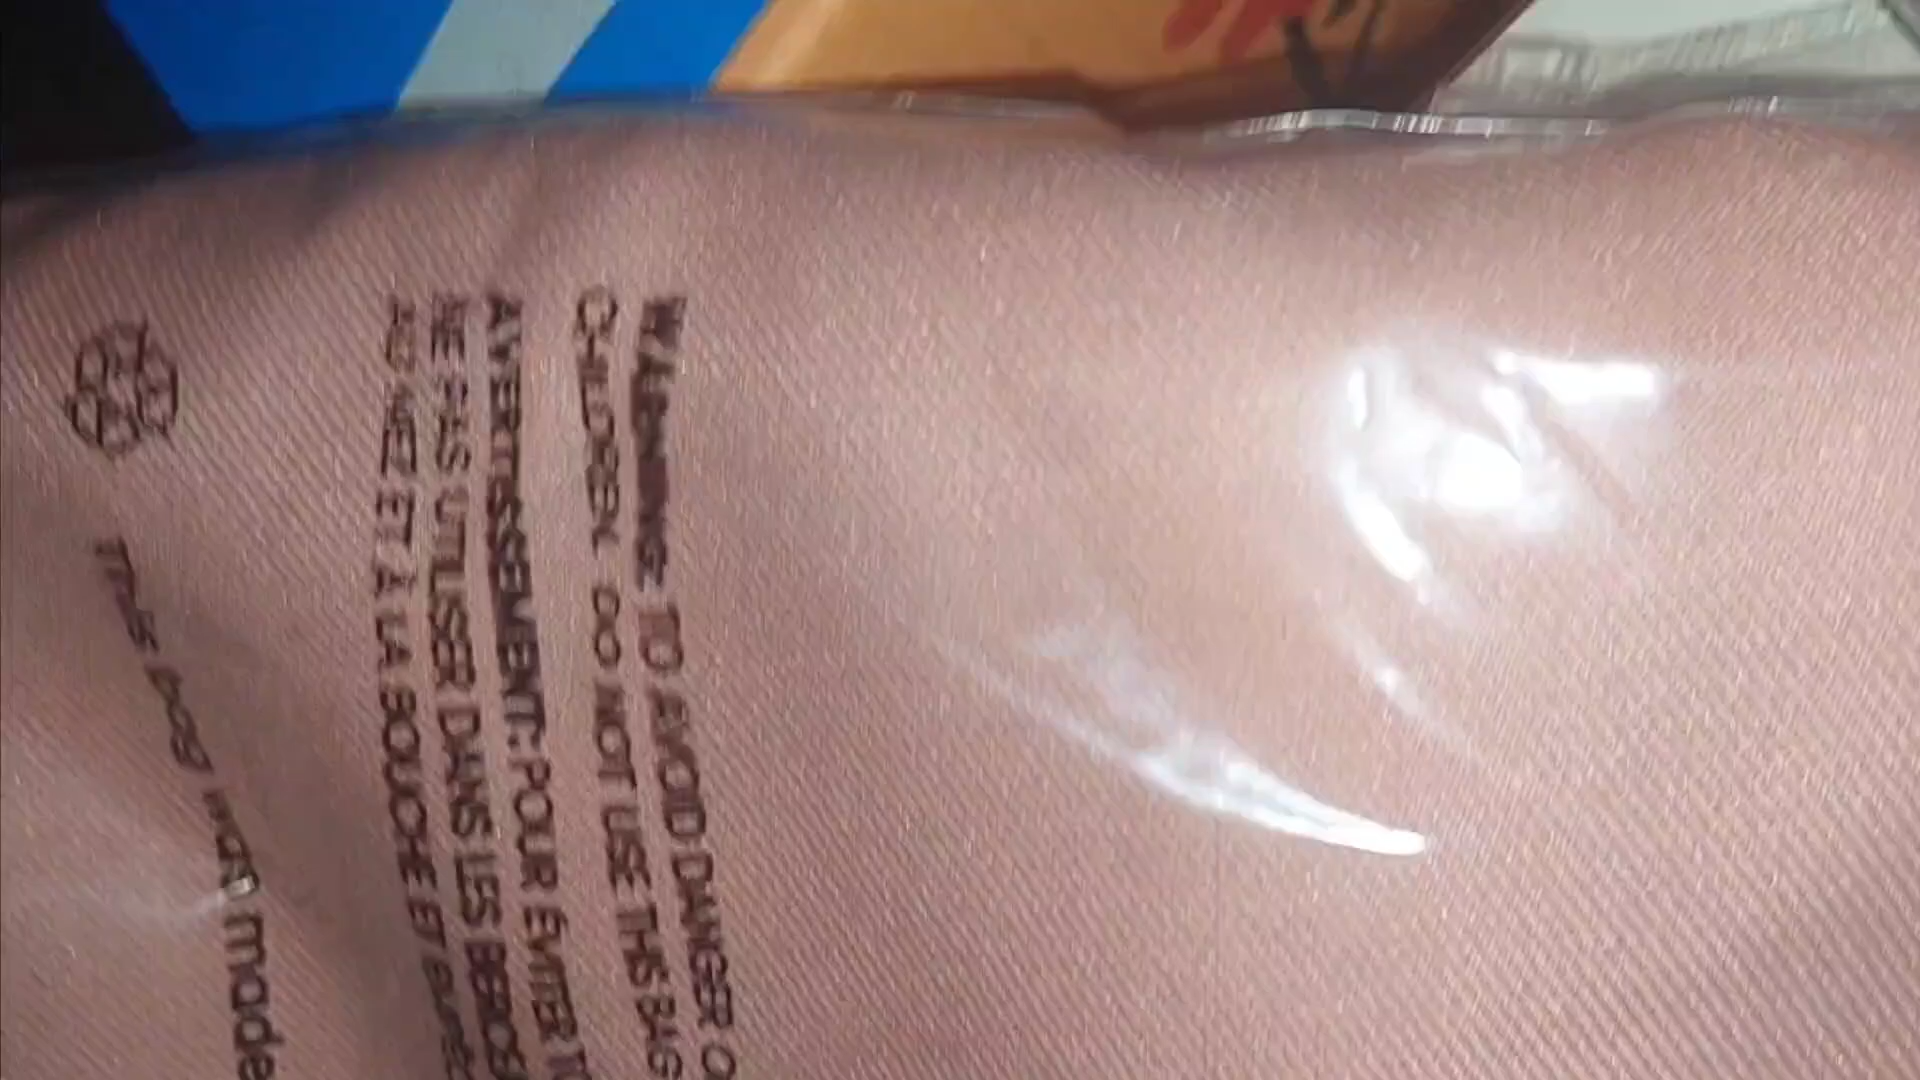 WARNING: TO AVOID DANGER O
CHILDREN. DO NOT USE THIS BAG
AVERTISSEMENT: POUR ÉVITER
NE PAS UTILISER DANS LES
AU NEZ ET À LA BOUCHE ET
This bag was made